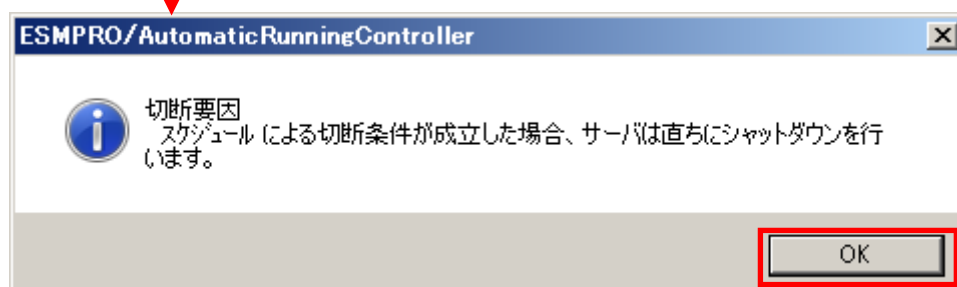 ESMPRO/AutomaticRunningController
切断要因
スケジュール による切断条件が成立した場合、サーバは直ちにシャットダウンを行
います。
OK